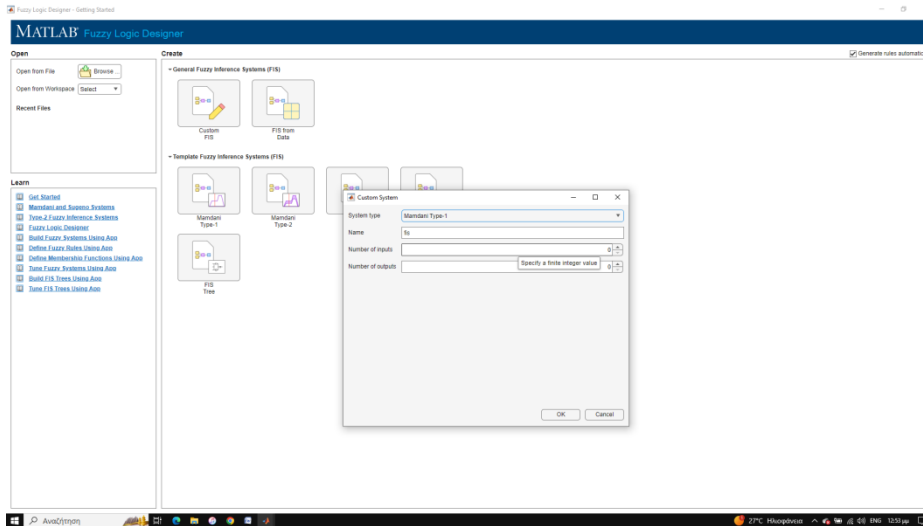 Fuzzy Logic Designer - Getting Started
MATLAB Fuzzy Logic Designer
Open
Open from File
Browse ...
Open from Workspace
Select
Recent Files
Learn
Get Started
Mamdani and Sugeno Systems
Type-2 Fuzzy Inference Systems
Fuzzy Logic Designer
Build Fuzzy Systems Using App
Define Fuzzy Rules Using App
Define Membership Functions Using App
Tune Fuzzy Systems Using App
Build FIS Trees Using App
Tune FIS Trees Using App
Create
Generate rules automatic
General Fuzzy Inference Systems (FIS)
Custom
FIS
FIS from
Data
Template Fuzzy Inference Systems (FIS)
Mamdani
Type-1
Mamdani
Type-2
FIS
Tree
Custom System
System type
Mamdani Type-1
Name
fis
Number of inputs
0
Specify a finite integer value
Number of outputs
0
OK
Cancel
Αναζήτηση
27°C Ηλιοφάνεια
ENG
12:53 μμ